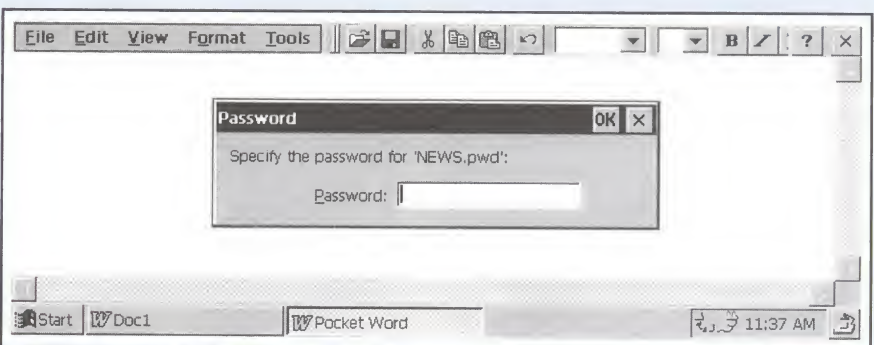 File Edit View Format Tools B I ? ×
Password OK ×
Specify the password for 'NEWS.pwd':
Password:
Start Doc1 Pocket Word 11:37 AM